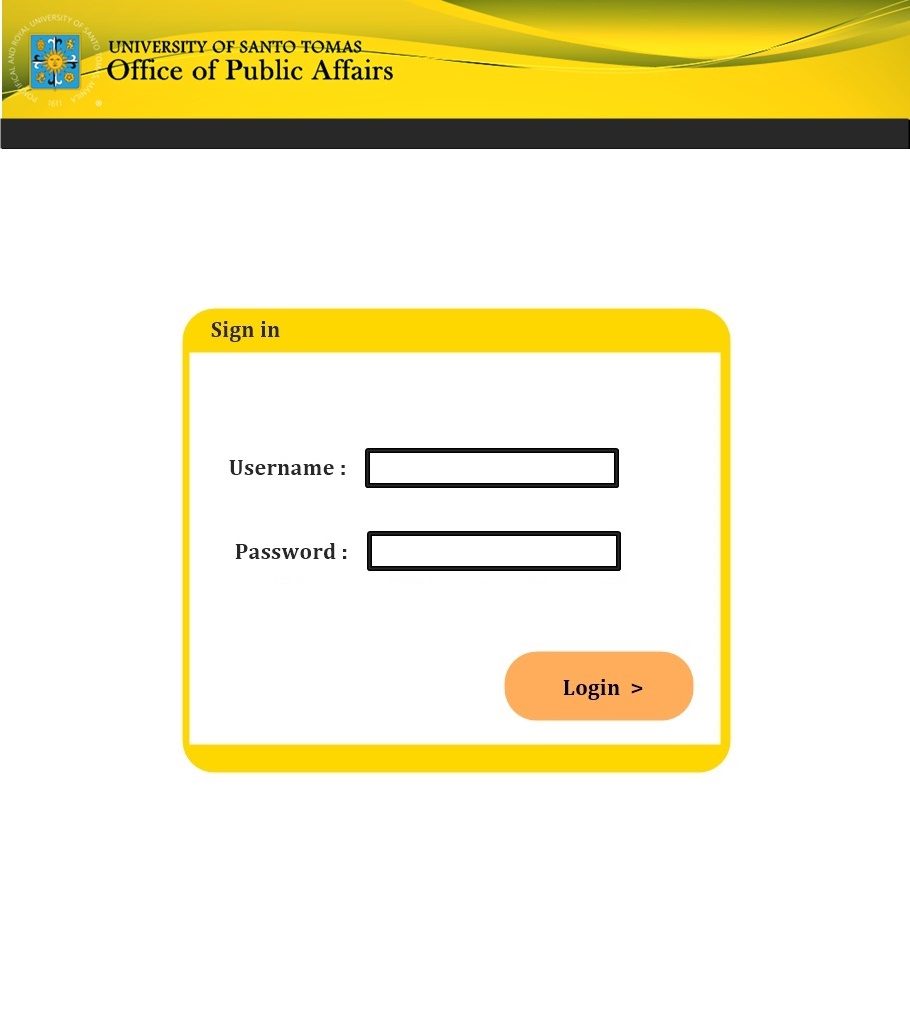 PONTIFICAL AND ROYAL UNIVERSITY OF SANTO TOMAS
1611
UNIVERSITY OF SANTO TOMAS
Office of Public Affairs
Sign in
Username :
Password :
Login >